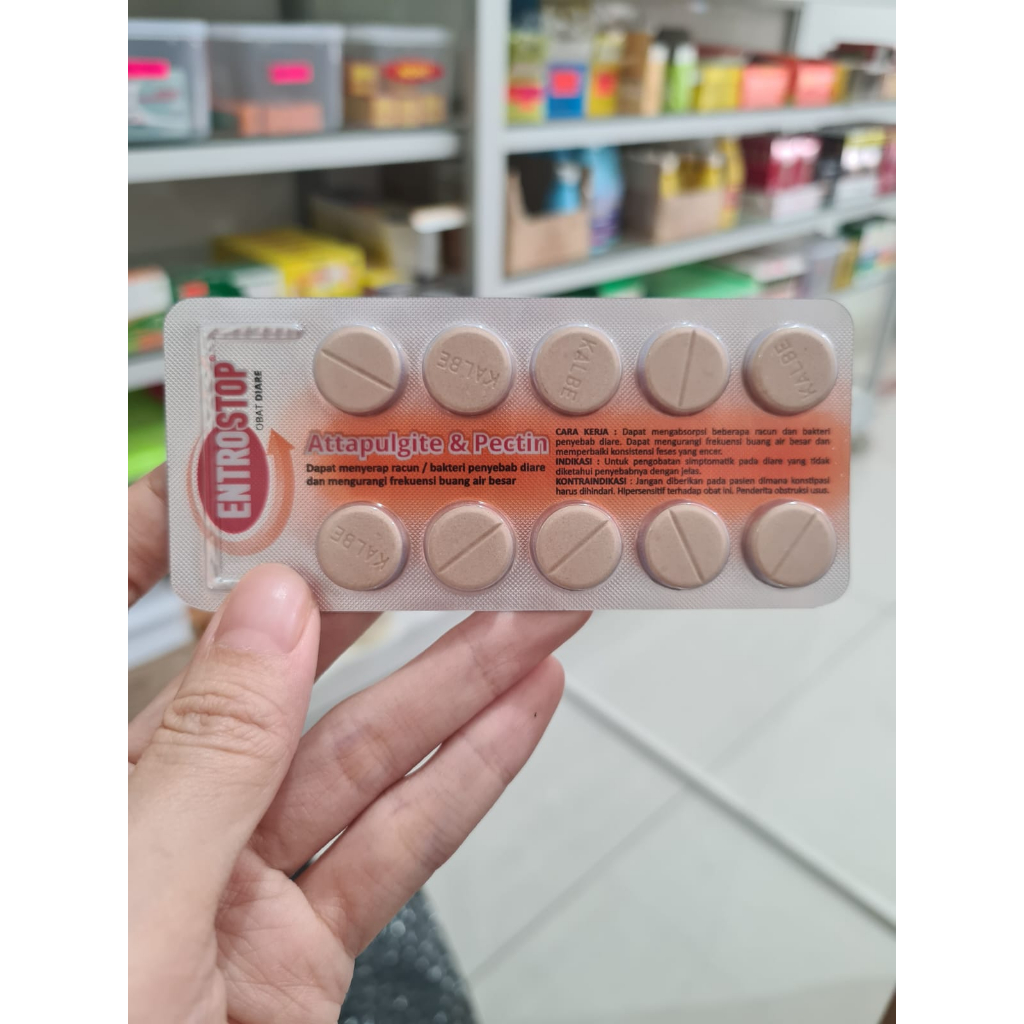 ENTROSTOP
OBAT DIARE
KALBE
KALBE
KALBE
Attapulgite & Pectin
Dapat menyerap racun / bakteri penyebab diare
dan mengurangi frekuensi buang air besar
CARA KERJA : Dapat mengabsorpsi beberapa racun dan bakteri
penyebab diare. Dapat mengurangi frekuensi buang air besar dan
memperbaiki konsistensi feses yang encer.
INDIKASI : Untuk pengobatan simptomatik pada diare yang tidak
diketahui penyebabnya dengan jelas.
KONTRAINDIKASI : Jangan diberikan pada pasien dimana konstipasi
harus dihindari. Hipersensitif terhadap obat ini. Penderita obstruksi usus.
KALBE